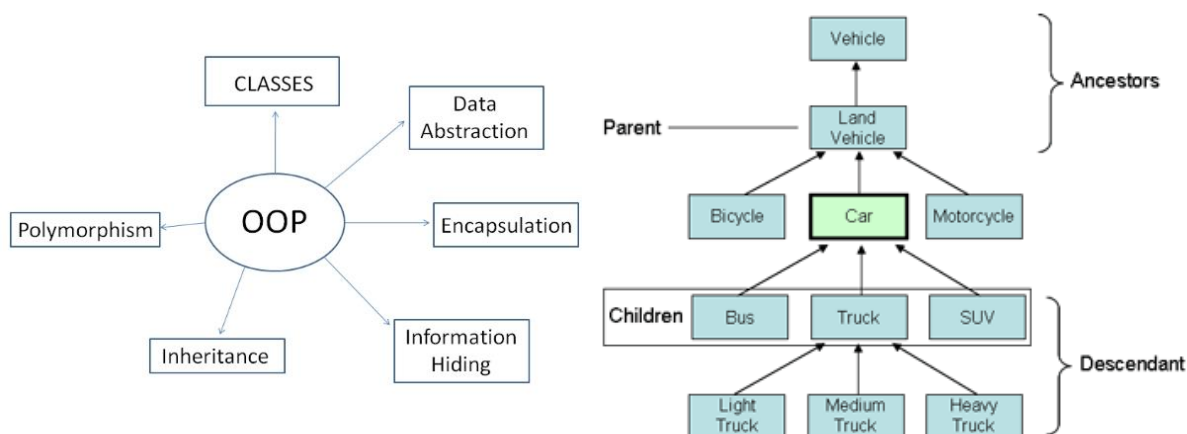 CLASSES
Data
Abstraction
OOP
Polymorphism
Encapsulation
Inheritance
Information
Hiding
Vehicle
Ancestors
Parent
Land
Vehicle
Bicycle
Car
Motorcycle
Children
Bus
Truck
SUV
Descendant
Light
Truck
Medium
Truck
Heavy
Truck